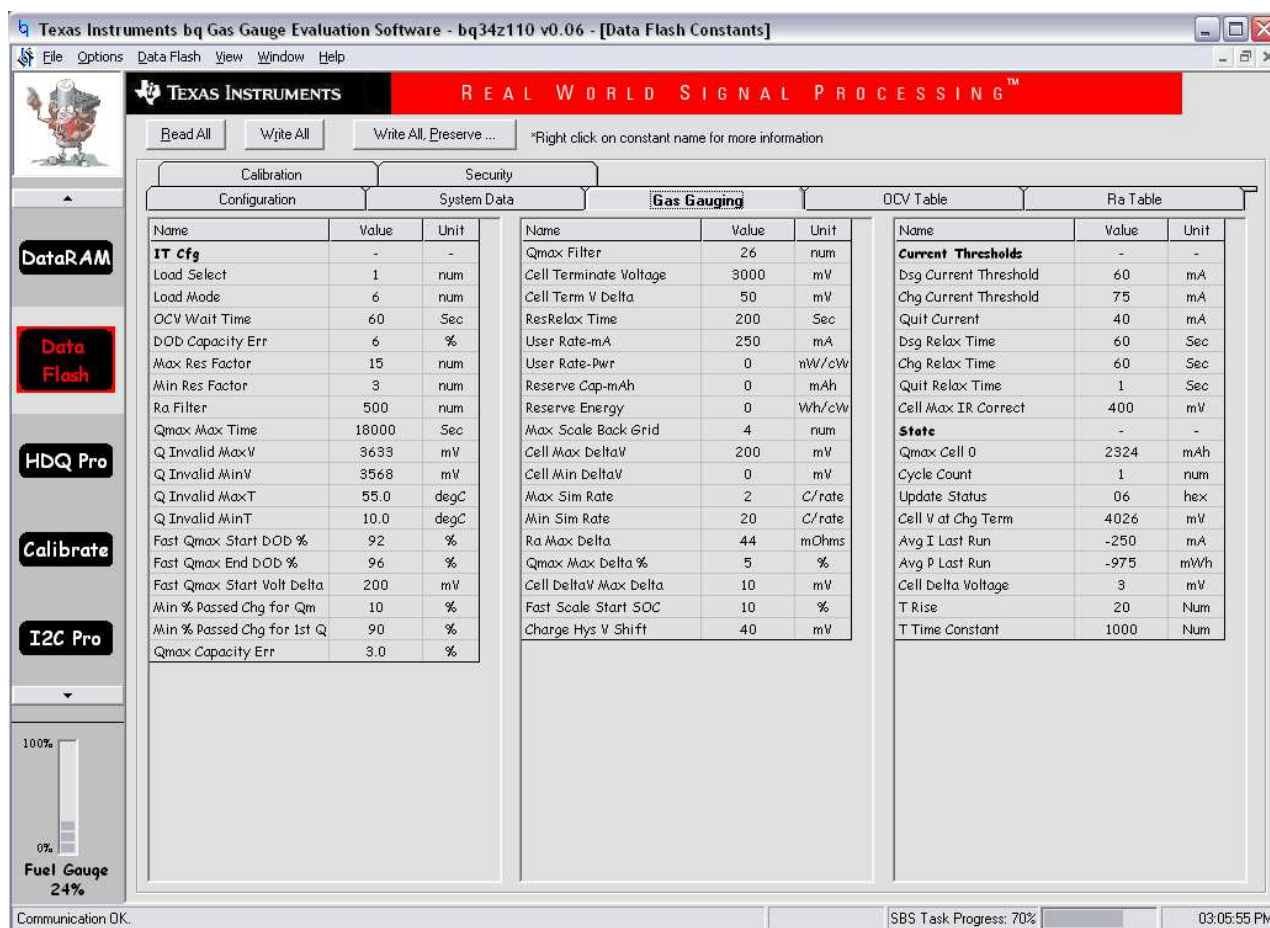 Texas Instruments bq Gas Gauge Evaluation Software - bq34z110 v0.06 - [Data Flash Constants]
File Options Data Flash View Window Help
TEXAS INSTRUMENTS REAL WORLD SIGNAL PROCESSING™
Read All Write All Write All, Preserve ... *Right click on constant name for more information
Calibration Security
Configuration System Data Gas Gauging OCV Table Ra Table
DataRAM
Data
Flash
HDQ Pro
Calibrate
I2C Pro
100%
0%
Fuel Gauge
24%
Name Value Unit
IT Cfg - -
Load Select 1 num
Load Mode 6 num
OCV Wait Time 60 Sec
DOD Capacity Err 6 %
Max Res Factor 15 num
Min Res Factor 3 num
Ra Filter 500 num
Qmax Max Time 18000 Sec
Q Invalid MaxV 3633 mV
Q Invalid MinV 3568 mV
Q Invalid MaxT 55.0 degC
Q Invalid MinT 10.0 degC
Fast Qmax Start DOD % 92 %
Fast Qmax End DOD % 96 %
Fast Qmax Start Volt Delta 200 mV
Min % Passed Chg for Qm 10 %
Min % Passed Chg for 1st Q 90 %
Qmax Capacity Err 3.0 %
Name Value Unit
Qmax Filter 26 num
Cell Terminate Voltage 3000 mV
Cell Term V Delta 50 mV
ResRelax Time 200 Sec
User Rate-mA 250 mA
User Rate-Pwr 0 nW/cW
Reserve Cap-mAh 0 mAh
Reserve Energy 0 Wh/cW
Max Scale Back Grid 4 num
Cell Max DeltaV 200 mV
Cell Min DeltaV 0 mV
Max Sim Rate 2 C/rate
Min Sim Rate 20 C/rate
Ra Max Delta 44 mOhms
Qmax Max Delta % 5 %
Cell DeltaV Max Delta 10 mV
Fast Scale Start SOC 10 %
Charge Hys V Shift 40 mV
Name Value Unit
Current Thresholds - -
Dsg Current Threshold 60 mA
Chg Current Threshold 75 mA
Quit Current 40 mA
Dsg Relax Time 60 Sec
Chg Relax Time 60 Sec
Quit Relax Time 1 Sec
Cell Max IR Correct 400 mV
State - -
Qmax Cell 0 2324 mAh
Cycle Count 1 num
Update Status 06 hex
Cell V at Chg Term 4026 mV
Avg I Last Run -250 mA
Avg P Last Run -975 mWh
Cell Delta Voltage 3 mV
T Rise 20 Num
T Time Constant 1000 Num
Communication OK. SBS Task Progress: 70% 03:05:55 PM